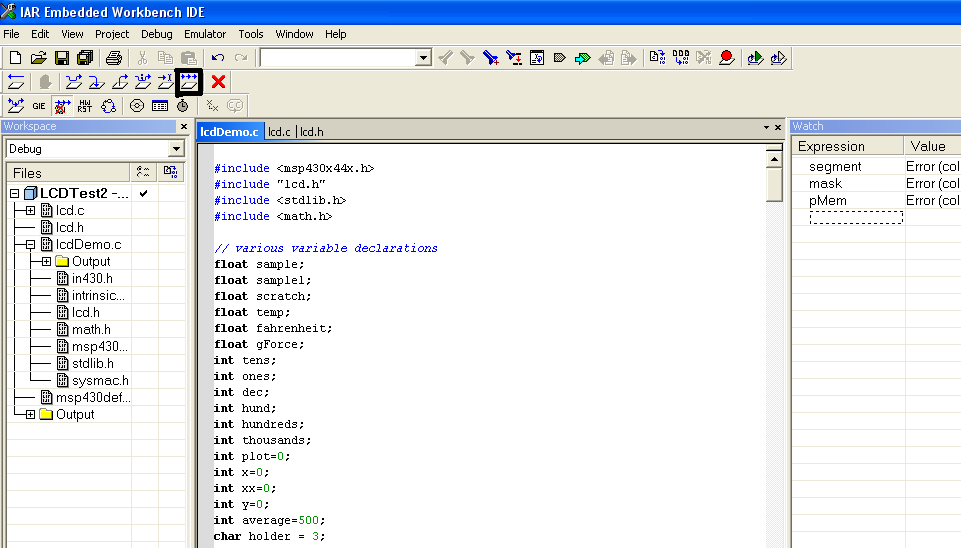 IAR Embedded Workbench IDE
File Edit View Project Debug Emulator Tools Window Help
GIE HW RST
Workspace
Debug
Files
LCDTest2 -...
lcd.c
lcd.h
lcdDemo.c
Output
in430.h
intrinsic...
lcd.h
math.h
msp430...
stdlib.h
sysmac.h
msp430def...
Output
lcdDemo.c lcd.c lcd.h
#include <msp430x44x.h>
#include "lcd.h"
#include <stdlib.h>
#include <math.h>
// various variable declarations
float sample;
float sample1;
float scratch;
float temp;
float fahrenheit;
float gForce;
int tens;
int ones;
int dec;
int hund;
int hundreds;
int thousands;
int plot=0;
int x=0;
int xx=0;
int y=0;
int average=500;
char holder = 3;
Watch
Expression Value
segment Error (col
mask Error (col
pMem Error (col